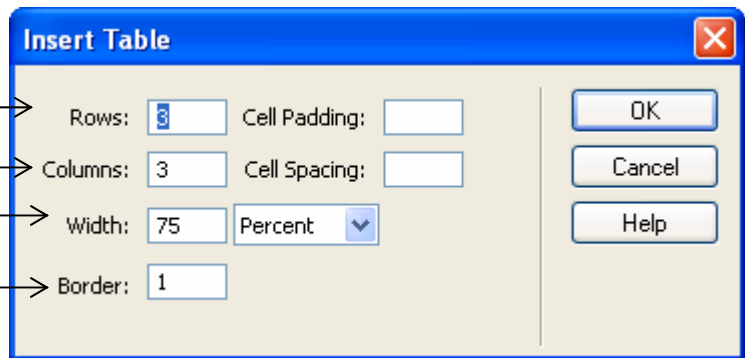 Insert Table
Rows: 3 Cell Padding: OK
Columns: 3 Cell Spacing: Cancel
Width: 75 Percent Help
Border: 1